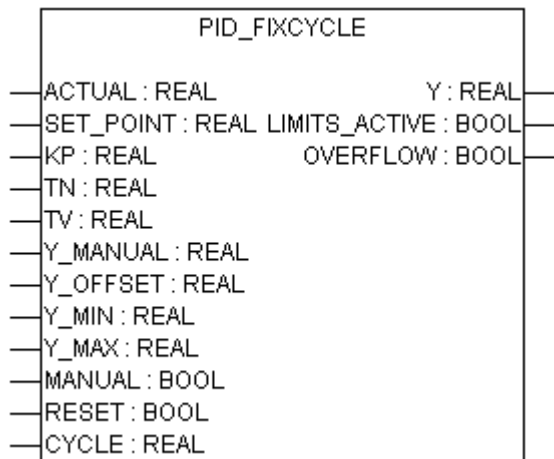 PID_FIXCYCLE
ACTUAL : REAL Y : REAL
SET_POINT : REAL LIMITS_ACTIVE : BOOL
KP : REAL OVERFLOW : BOOL
TN : REAL
TV : REAL
Y_MANUAL : REAL
Y_OFFSET : REAL
Y_MIN : REAL
Y_MAX : REAL
MANUAL : BOOL
RESET : BOOL
CYCLE : REAL